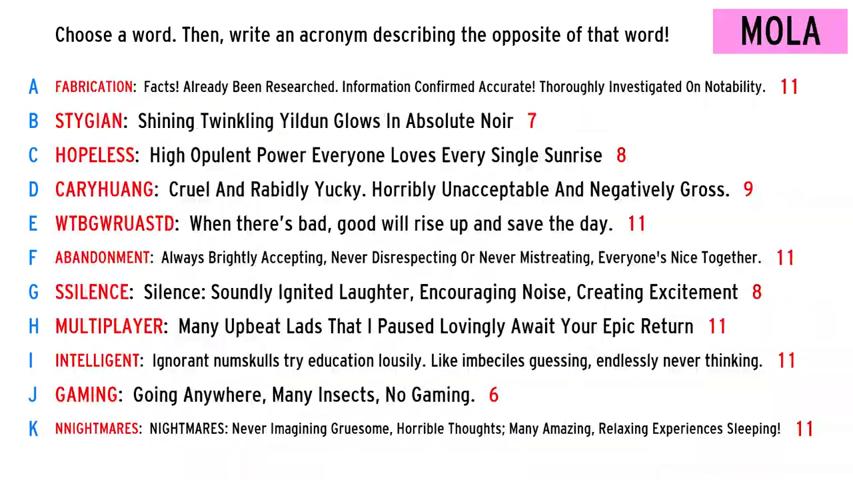 Choose a word. Then, write an acronym describing the opposite of that word!
MOLA
A FABRICATION: Facts! Already Been Researched. Information Confirmed Accurate! Thoroughly Investigated On Notability. 11
B STYGIAN: Shining Twinkling Yildun Glows In Absolute Noir 7
C HOPELESS: High Opulent Power Everyone Loves Every Single Sunrise 8
D CARYHUANG: Cruel And Rabidly Yucky. Horribly Unacceptable And Negatively Gross. 9
E WTBGWRUASTD: When there's bad, good will rise up and save the day. 11
F ABANDONMENT: Always Brightly Accepting, Never Disrespecting Or Never Mistreating, Everyone's Nice Together. 11
G SSILENCE: Silence: Soundly Ignited Laughter, Encouraging Noise, Creating Excitement 8
H MULTIPLAYER: Many Upbeat Lads That I Paused Lovingly Await Your Epic Return 11
I INTELLIGENT: Ignorant numskulls try education lousily. Like imbeciles guessing, endlessly never thinking. 11
J GAMING: Going Anywhere, Many Insects, No Gaming. 6
K NNIGHTMARES: NIGHTMARES: Never Imagining Gruesome, Horrible Thoughts; Many Amazing, Relaxing Experiences Sleeping! 11